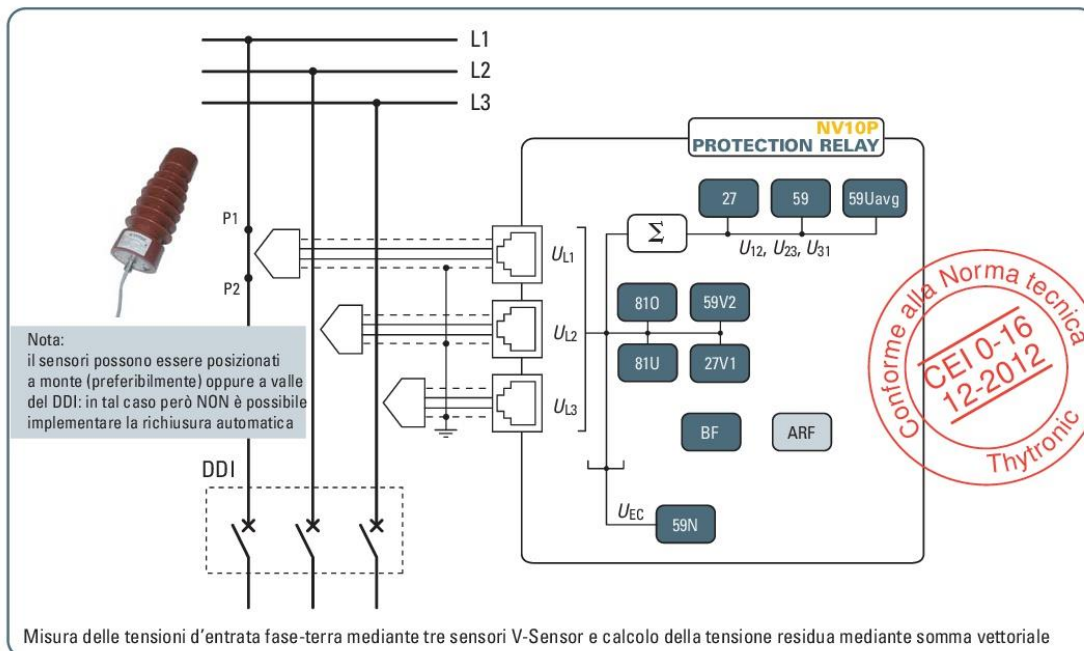 L1
L2
L3
NV10P
PROTECTION RELAY
27
59
59Uavg
Σ
U12, U23, U31
P1
P2
UL1
UL2
UL3
81O
59V2
81U
27V1
BF
ARF
UEC
59N
Nota:
il sensori possono essere posizionati
a monte (preferibilmente) oppure a valle
del DDI: in tal caso però NON è possibile
implementare la richiusura automatica
DDI
Conforme alla Norma tecnica
CEI 0-16
12-2012
Thytronic
Misura delle tensioni d'entrata fase-terra mediante tre sensori V-Sensor e calcolo della tensione residua mediante somma vettoriale